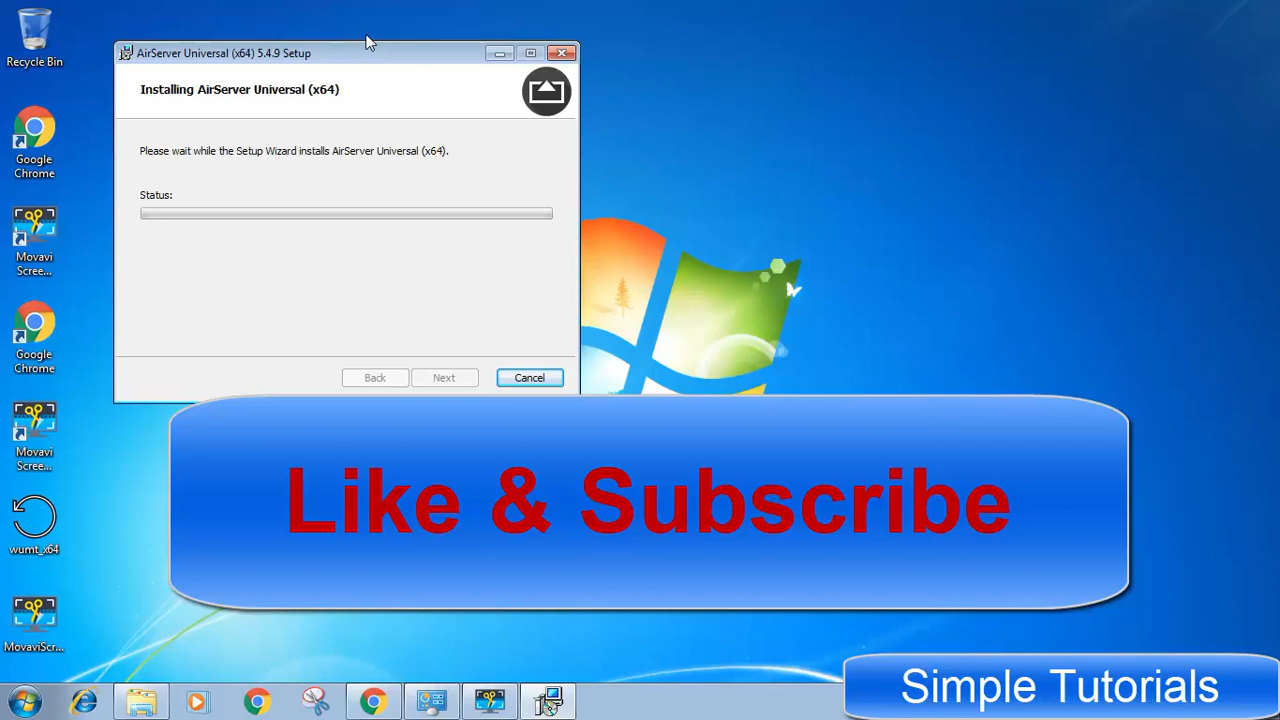 Recycle Bin
Google
Chrome
Movavi
Scree...
Google
Chrome
Movavi
Scree...
wumt_x64
MovaviScr...
AirServer Universal (x64) 5.4.9 Setup
Installing AirServer Universal (x64)
Please wait while the Setup Wizard installs AirServer Universal (x64).
Status:
Back
Next
Cancel
Like & Subscribe
Simple Tutorials